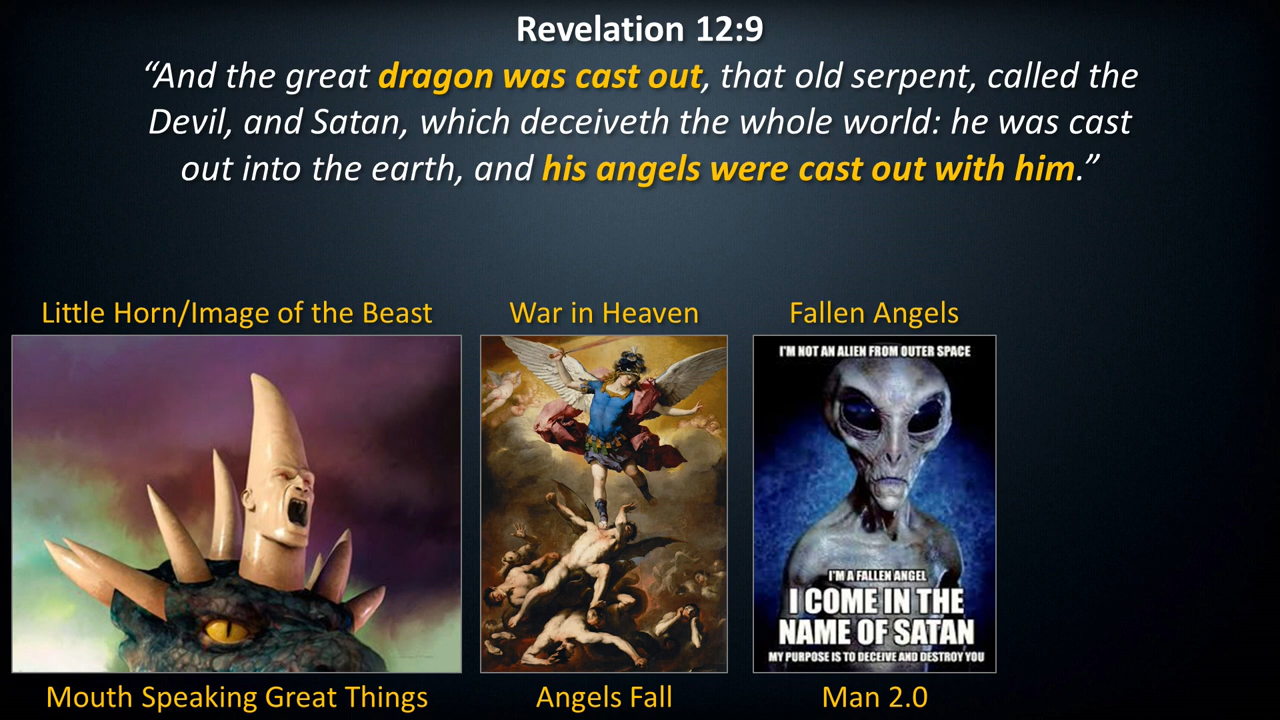 Revelation 12:9
“And the great dragon was cast out, that old serpent, called the
Devil, and Satan, which deceiveth the whole world: he was cast
out into the earth, and his angels were cast out with him.”
Little Horn/Image of the Beast
War in Heaven
Fallen Angels
I'M NOT AN ALIEN FROM OUTER SPACE
I'M A FALLEN ANGEL
I COME IN THE
NAME OF SATAN
MY PURPOSE IS TO DECEIVE AND DESTROY YOU
Mouth Speaking Great Things
Angels Fall
Man 2.0